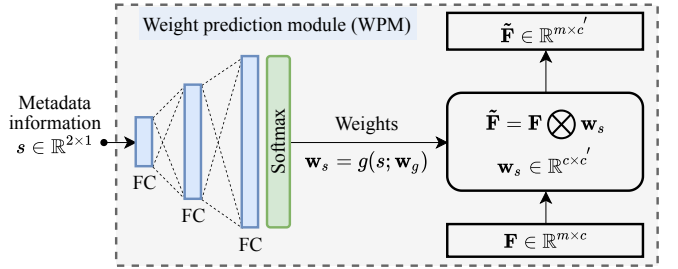 Weight prediction module (WPM)
Metadata
information
s ∈ ℝ^{2×1}
FC
FC
FC
Softmax
Weights
w_s = g(s; w_g)
F̃ ∈ ℝ^{m×c′}
F̃ = F ⊗ w_s
w_s ∈ ℝ^{c×c′}
F ∈ ℝ^{m×c}